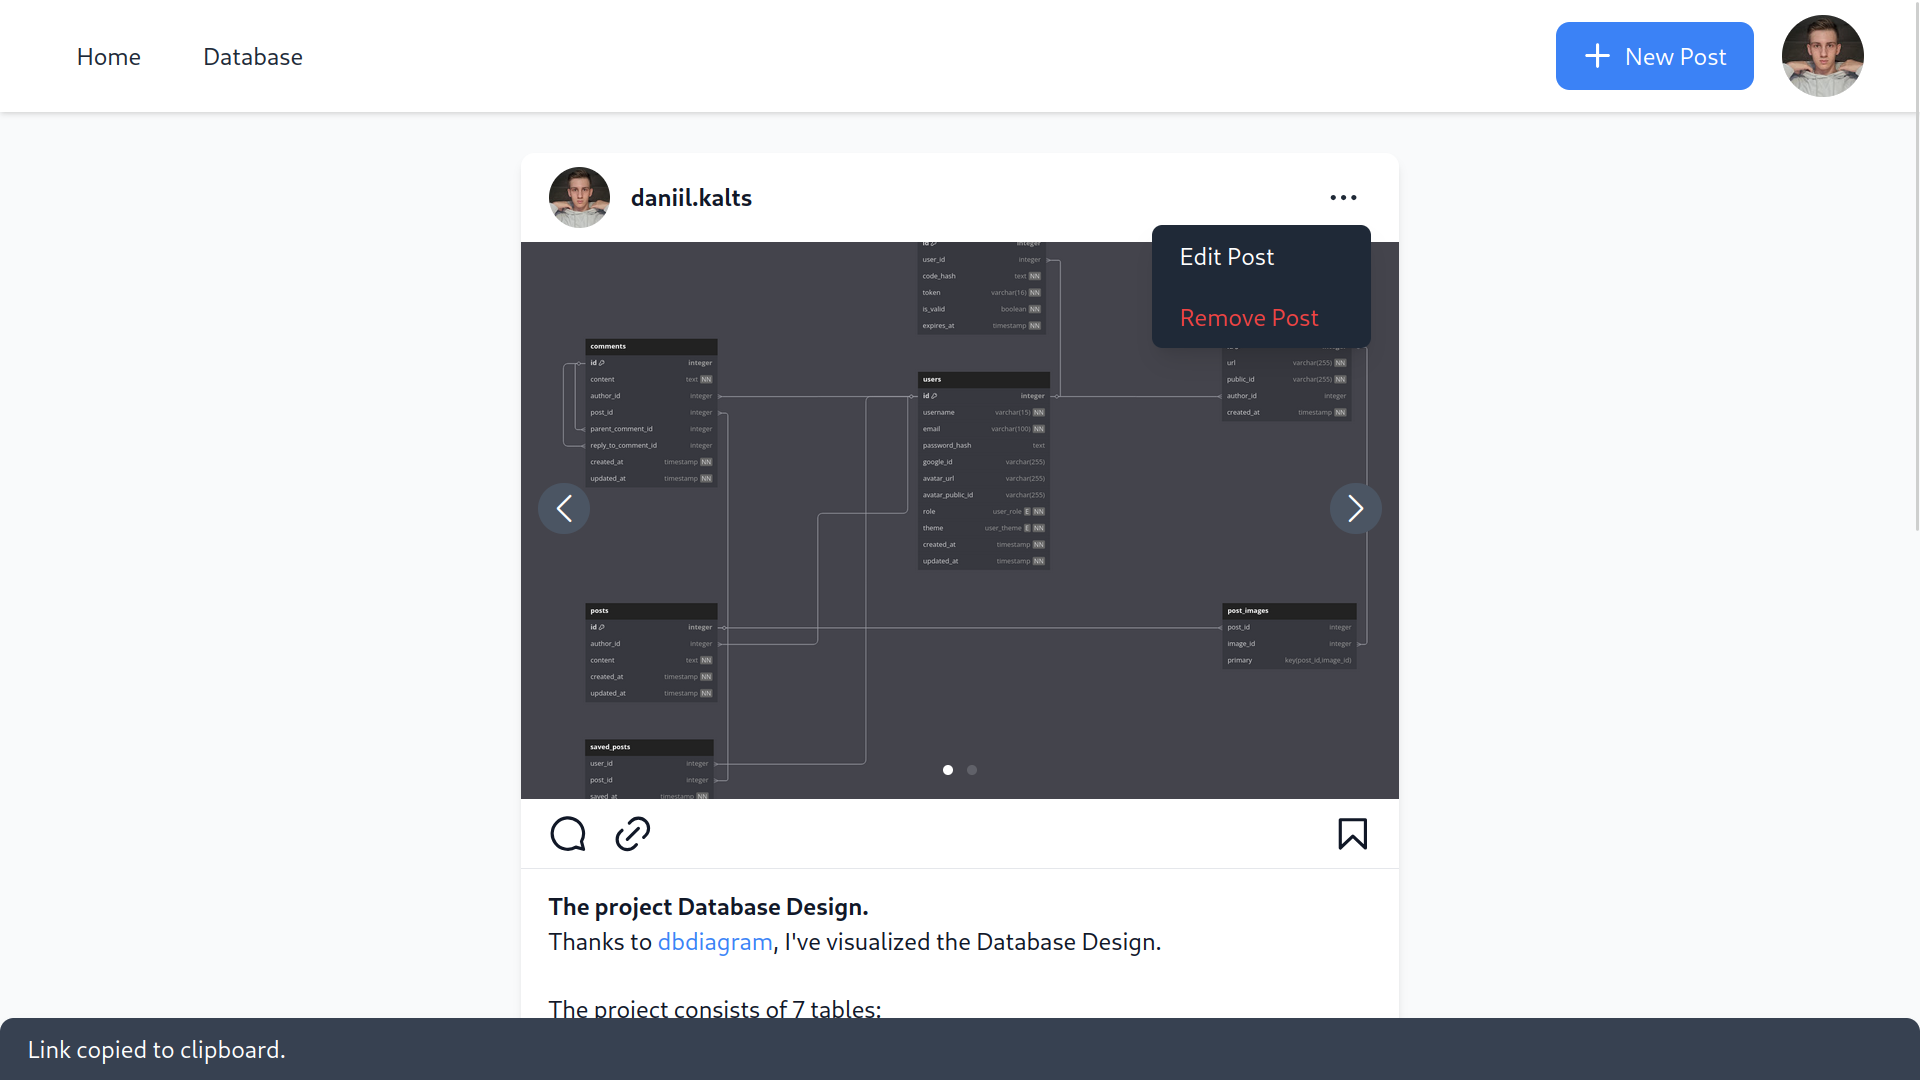 Home
Database
New Post
daniil.kalts
Edit Post
Remove Post
id integer
user_id integer
code_hash text NN
token varchar(16) NN
is_valid boolean NN
expires_at timestamp NN
comments
id integer
content text NN
author_id integer
post_id integer
parent_comment_id integer
reply_to_comment_id integer
created_at timestamp NN
updated_at timestamp NN
users
id integer
username varchar(15) NN
email varchar(100) NN
password_hash text
google_id varchar(255)
avatar_url varchar(255)
avatar_public_id varchar(255)
role user_role E NN
theme user_theme E NN
created_at timestamp NN
updated_at timestamp NN
url varchar(255) NN
public_id varchar(255) NN
author_id integer
created_at timestamp NN
posts
id integer
author_id integer
content text NN
created_at timestamp NN
updated_at timestamp NN
post_images
post_id integer
image_id integer
primary key(post_id,image_id)
saved_posts
user_id integer
post_id integer
saved_at timestamp NN
The project Database Design.
Thanks to dbdiagram, I've visualized the Database Design.
The project consists of 7 tables:
Link copied to clipboard.